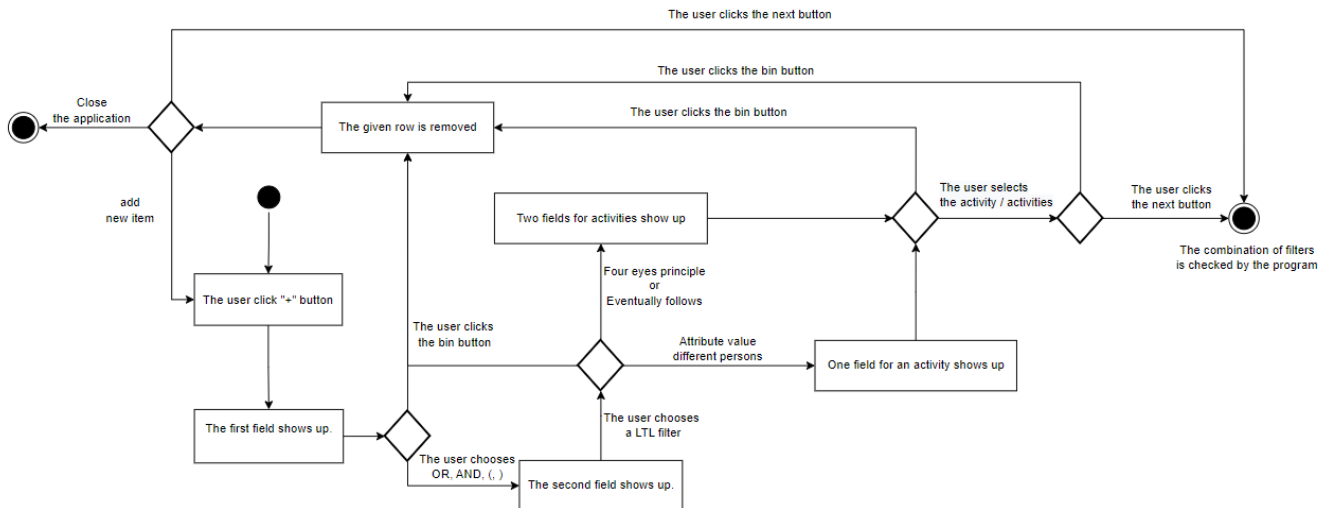 The user clicks the next button
The user clicks the bin button
Close
the application
The given row is removed
The user clicks the bin button
add
new item
Two fields for activities show up
The user selects
the activity / activities
The user clicks
the next button
The combination of filters
is checked by the program
The user click "+" button
Four eyes principle
or
Eventually follows
The user clicks
the bin button
Attribute value
different persons
One field for an activity shows up
The first field shows up.
The user chooses
a LTL filter
The user chooses
OR, AND, (, )
The second field shows up.